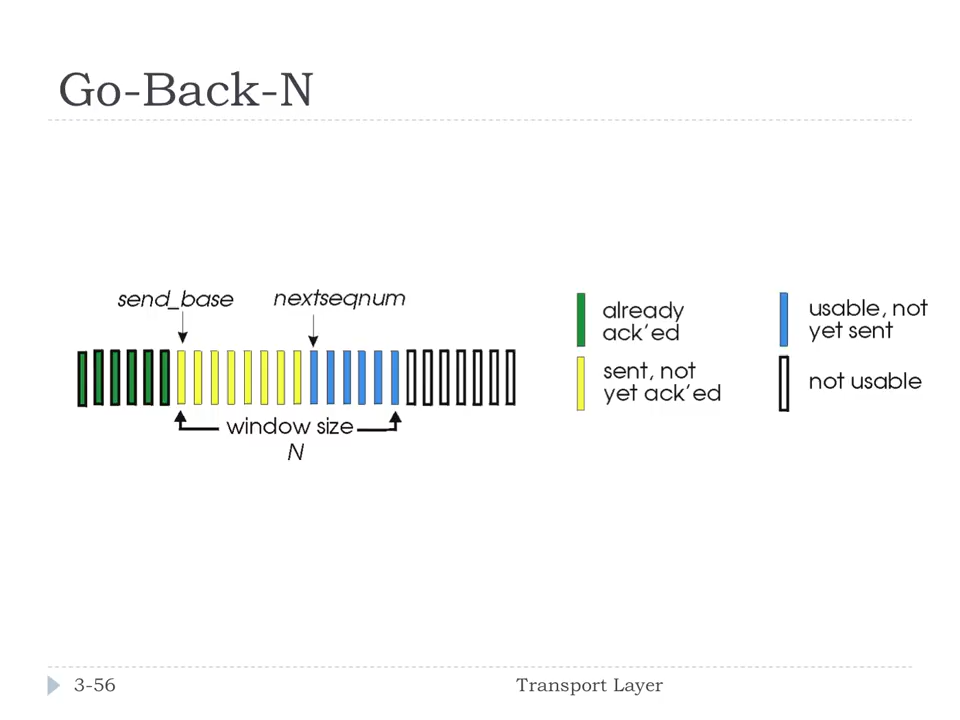 Go-Back-N
send_base
nextseqnum
window size
N
already
ack'ed
sent, not
yet ack'ed
usable, not
yet sent
not usable
3-56
Transport Layer